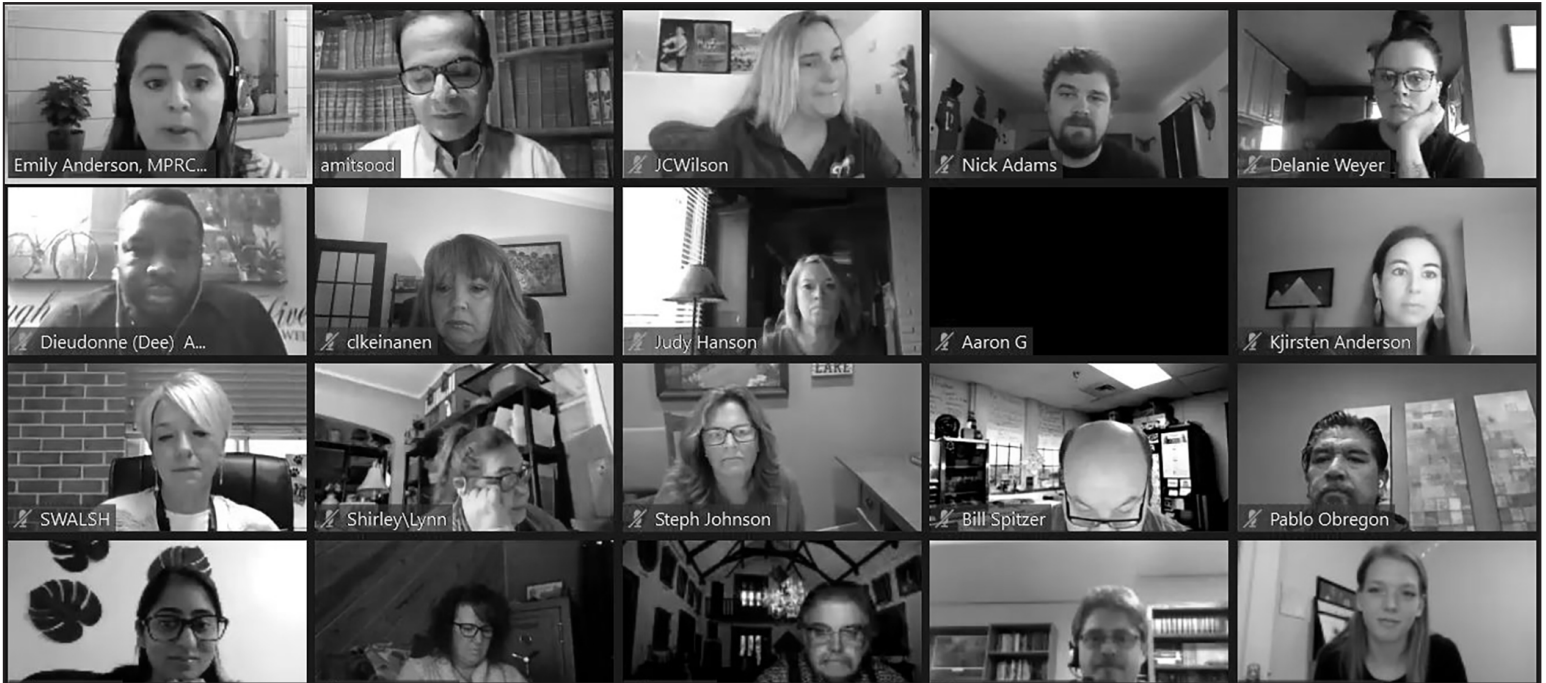 Emily Anderson, MPRC...
amitsood
JCWilson
Nick Adams
Delanie Weyer
Dieudonne (Dee) A...
clkeinanen
Judy Hanson
Aaron G
Kjirsten Anderson
SWALSH
Shirley\Lynn
LAKE
Steph Johnson
Bill Spitzer
Pablo Obregon